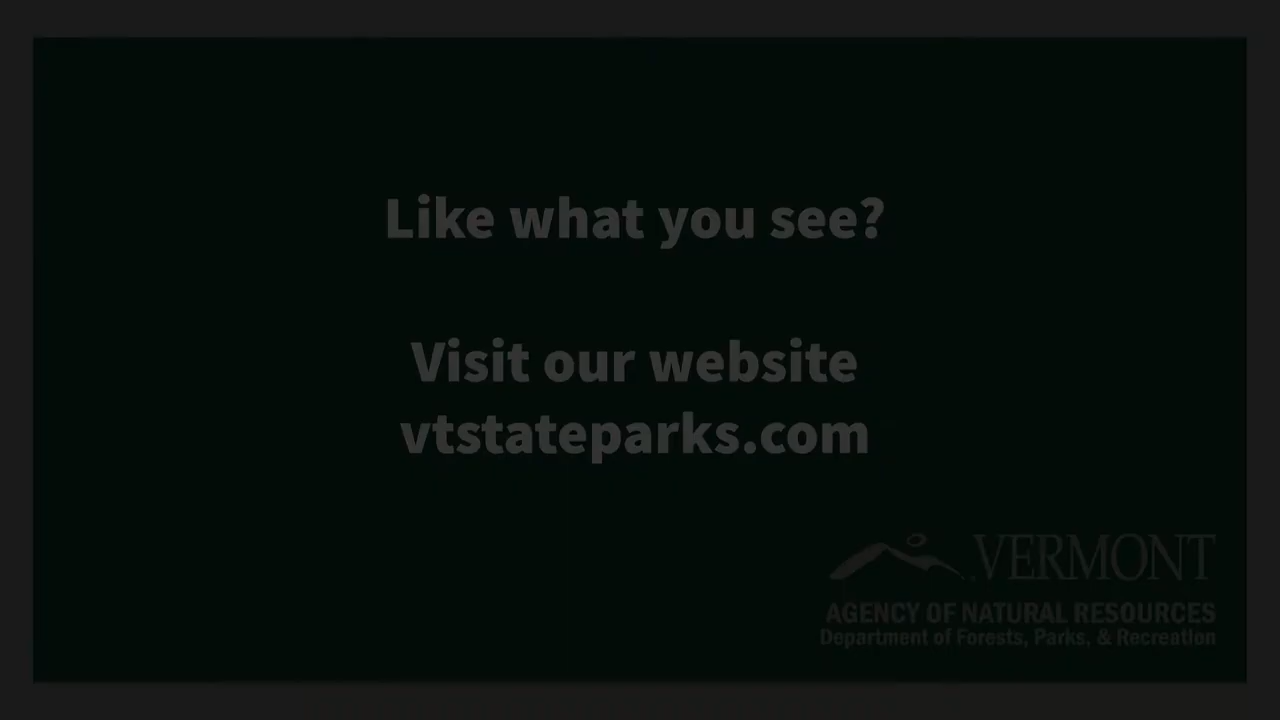 Like what you see?
Visit our website
vtstateparks.com
VERMONT
AGENCY OF NATURAL RESOURCES
Department of Forests, Parks, & Recreation